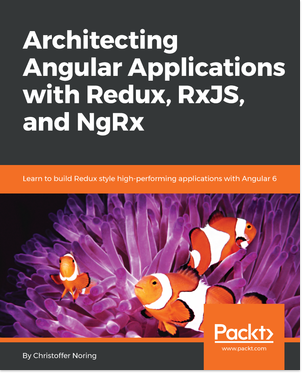 Architecting
Angular Applications
with Redux, RxJS,
and NgRx
Learn to build Redux style high-performing applications with Angular 6
Packt>
www.packt.com
By Christoffer Noring